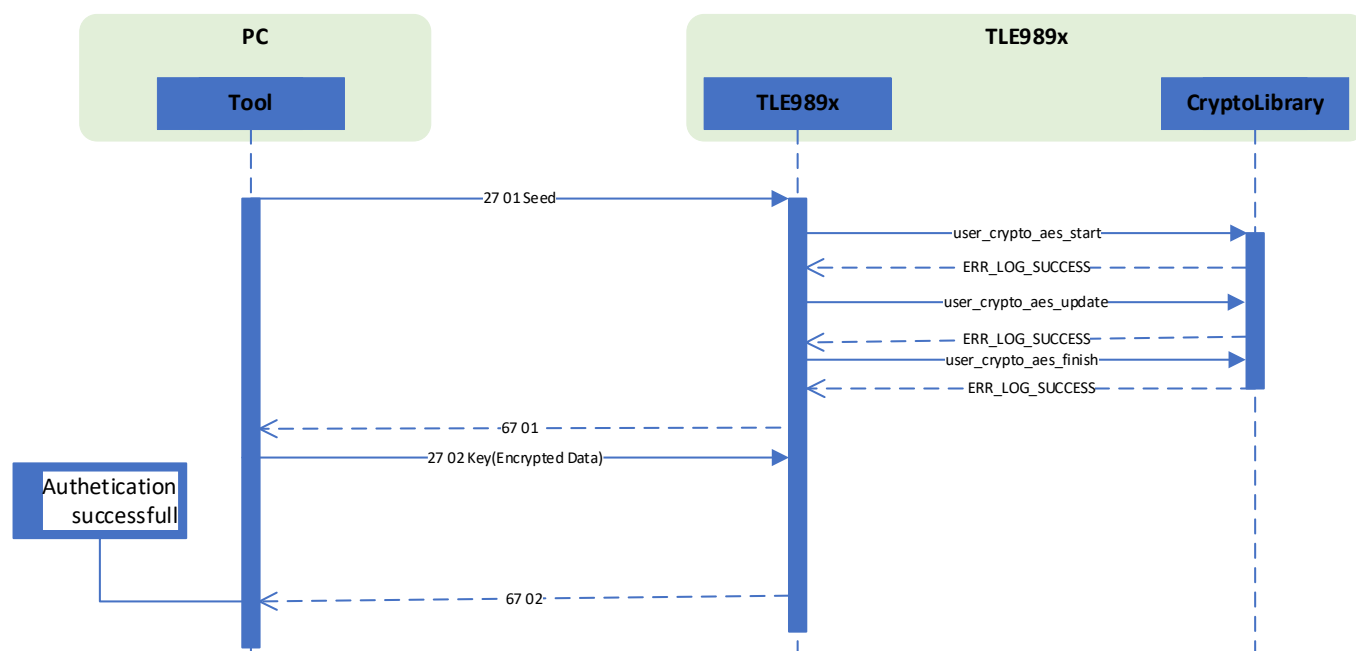 PC
TLE989x
Tool
TLE989x
CryptoLibrary
27 01 Seed
user_crypto_aes_start
ERR_LOG_SUCCESS
user_crypto_aes_update
ERR_LOG_SUCCESS
user_crypto_aes_finish
ERR_LOG_SUCCESS
67 01
27 02 Key(Encrypted Data)
Authetication
successfull
67 02